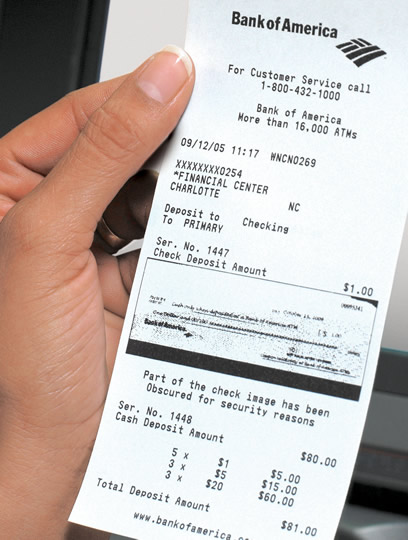 Bank of America
For Customer Service call
1-800-432-1000
Bank of America
More than 16,000 ATMs
09/12/05 11:17 WNCN0269
XXXXXXXX0254
*FINANCIAL CENTER
CHARLOTTE NC
Deposit to Checking
To PRIMARY
Ser. No. 1447
Check Deposit Amount $1.00
Bank of America
Part of the check image has been
Obscured for security reasons
Ser. No. 1448
Cash Deposit Amount $80.00
5 x $1 $5.00
3 x $5 $15.00
3 x $20 $60.00
Total Deposit Amount $81.00
www.bankofamerica.co